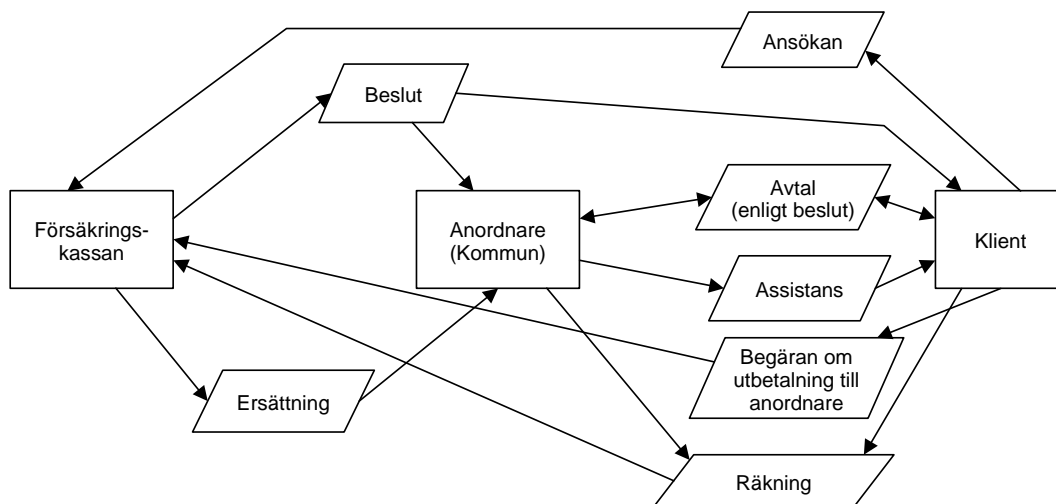 Ansökan
Beslut
Försäkrings-
kassan
Anordnare
(Kommun)
Avtal
(enligt beslut)
Klient
Assistans
Begäran om
utbetalning till
anordnare
Ersättning
Räkning